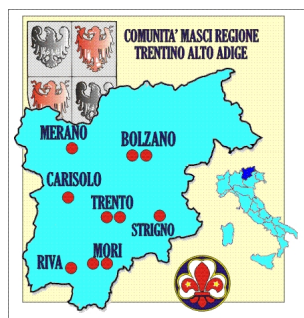 COMUNITA' MASCI REGIONE
TRENTINO ALTO ADIGE
MERANO
BOLZANO
CARISOLO
TRENTO
STRIGNO
RIVA
MORI